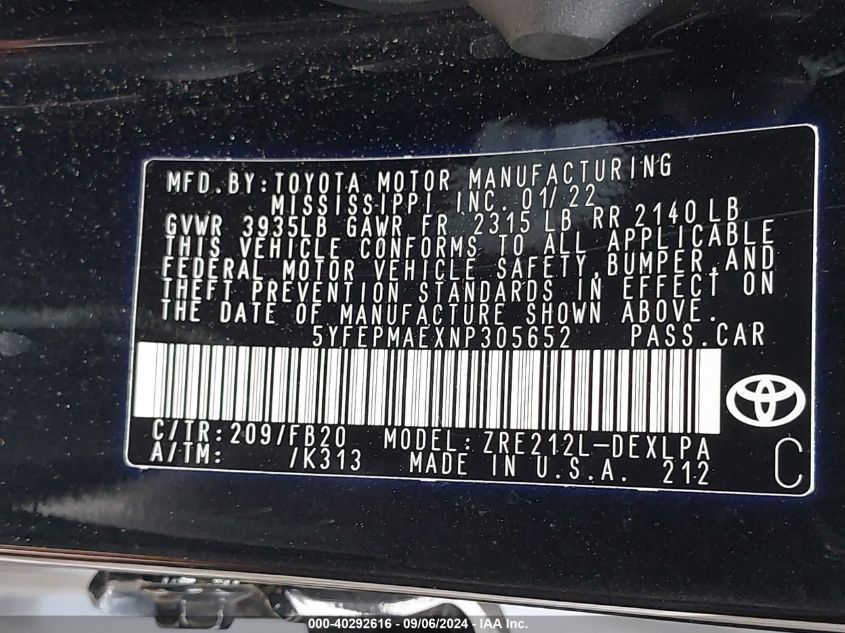 MFD.BY:TOYOTA MOTOR MANUFACTURING
MISSISSIPPI INC. 01/22
GVWR 3935LB GAWR FR 2315 LB RR 2140 LB
THIS VEHICLE CONFORMS TO ALL APPLICABLE
FEDERAL MOTOR VEHICLE SAFETY, BUMPER, AND
THEFT PREVENTION STANDARDS IN EFFECT ON
THE DATE OF MANUFACTURE SHOWN ABOVE.
5YFEPMAEXNP305652 PASS.CAR
C/TR:209/FB20 MODEL:ZRE212L-DEXLPA
A/TM: /K313 MADE IN U.S.A. 212 C
000-40292616 - 09/06/2024 - IAA Inc.